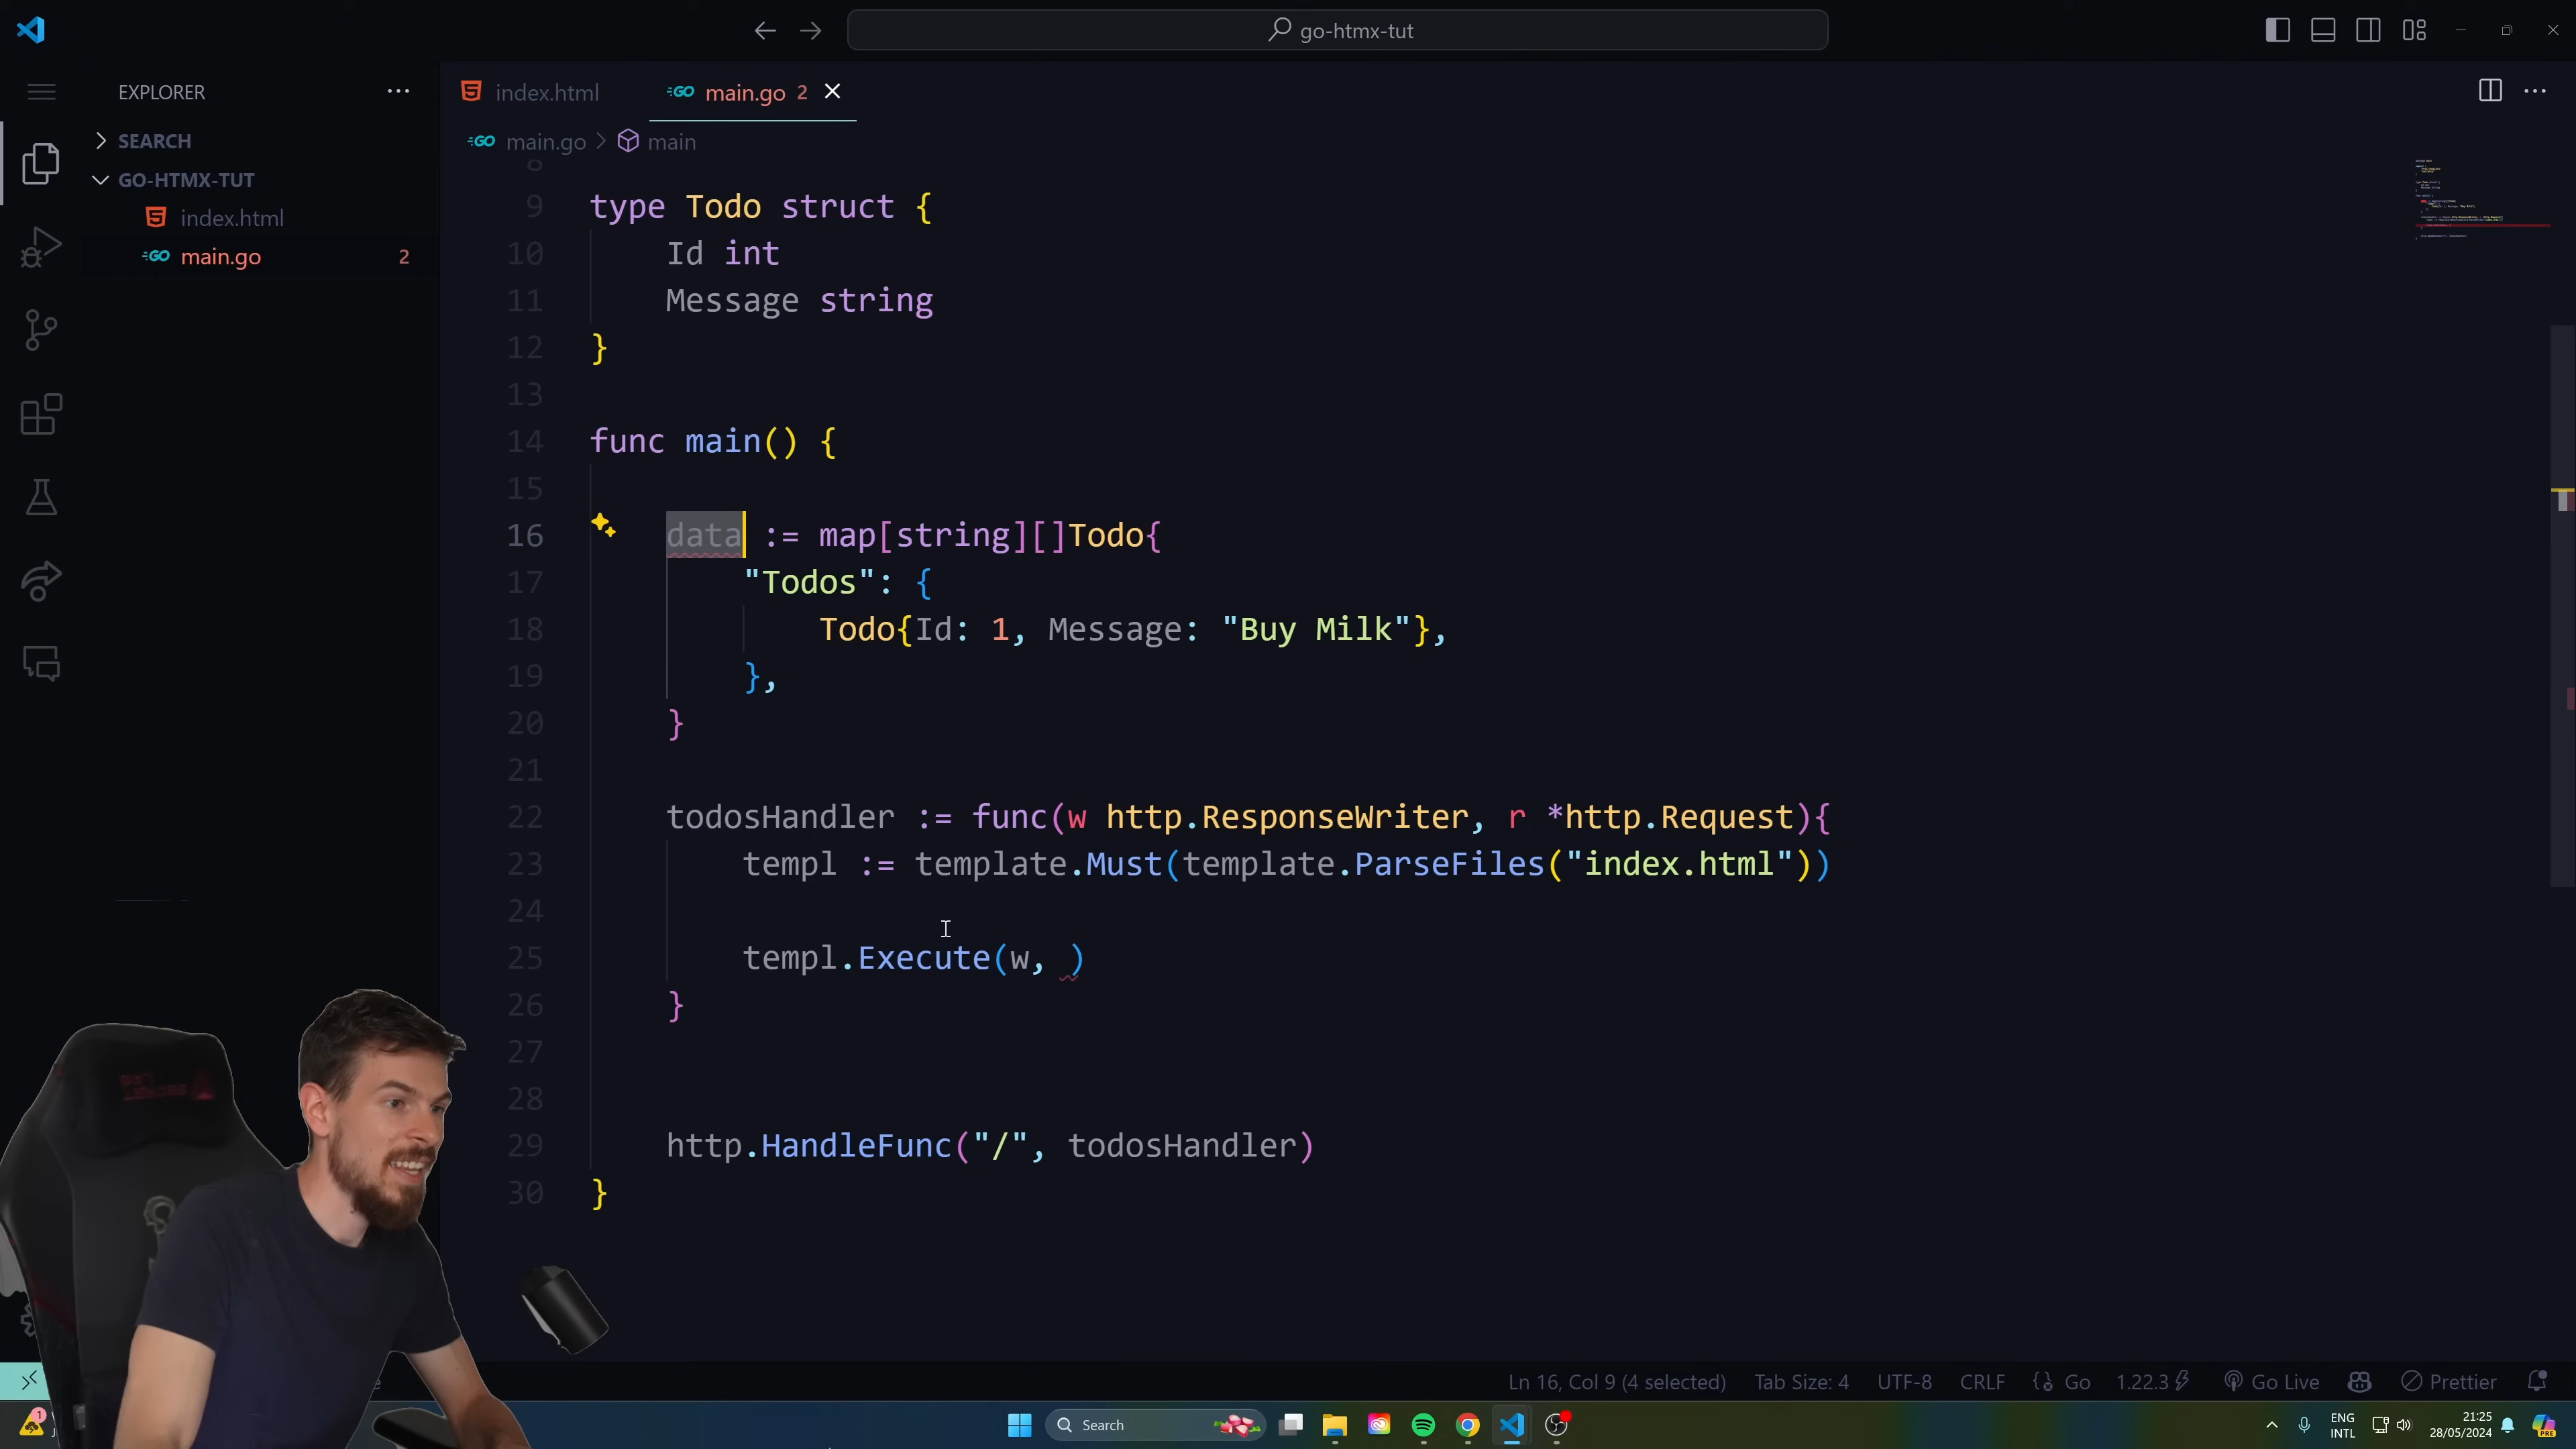 go-htmx-tut
EXPLORER
SEARCH
GO-HTMX-TUT
index.html
main.go 2
index.html
main.go 2
main.go > main
8
9 type Todo struct {
10 Id int
11 Message string
12 }
13
14 func main() {
15
16 data := map[string][]Todo{
17 "Todos": {
18 Todo{Id: 1, Message: "Buy Milk"},
19 },
20 }
21
22 todosHandler := func(w http.ResponseWriter, r *http.Request){
23 templ := template.Must(template.ParseFiles("index.html"))
24
25 templ.Execute(w, )
26 }
27
28
29 http.HandleFunc("/", todosHandler)
30 }
Ln 16, Col 9 (4 selected) Tab Size: 4 UTF-8 CRLF Go 1.22.3 Go Live Prettier
1
Search
ENG
INTL
21:25
28/05/2024
PRE